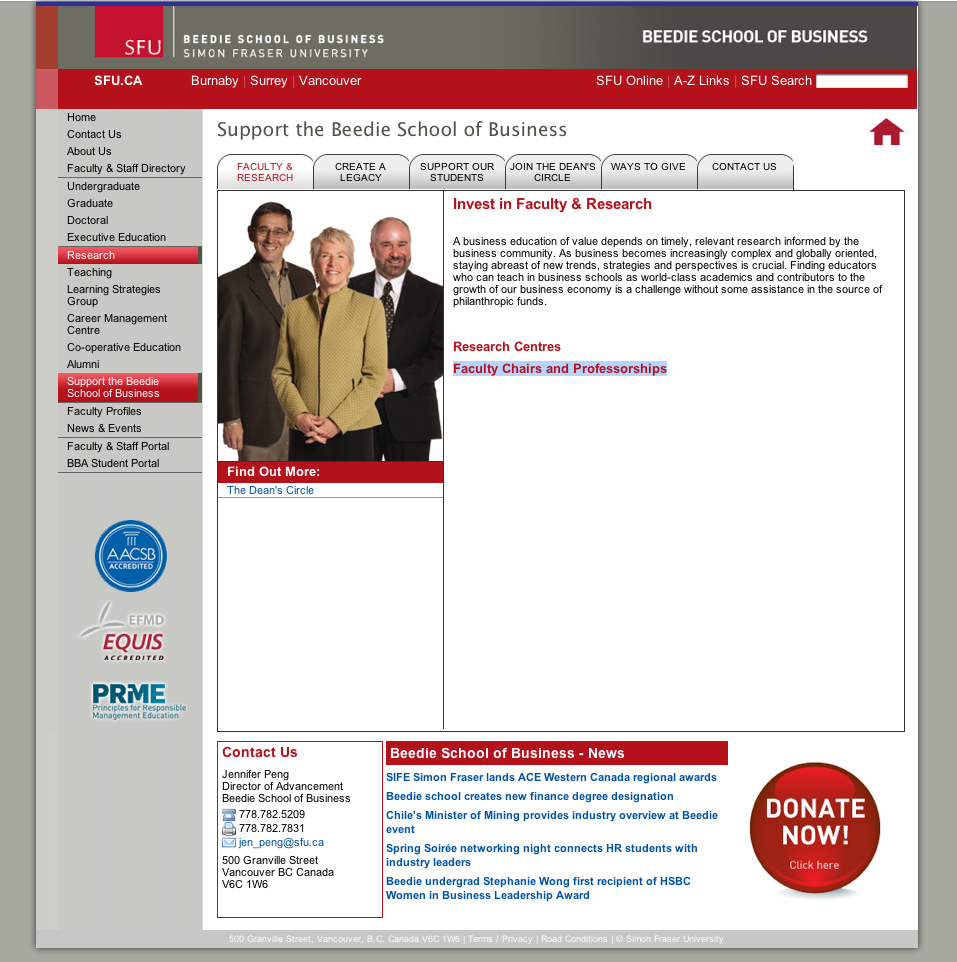 SFU
BEEDIE SCHOOL OF BUSINESS
SIMON FRASER UNIVERSITY
BEEDIE SCHOOL OF BUSINESS
SFU.CA
Burnaby | Surrey | Vancouver
SFU Online | A-Z Links | SFU Search
Home
Contact Us
About Us
Faculty & Staff Directory
Undergraduate
Graduate
Doctoral
Executive Education
Research
Teaching
Learning Strategies
Group
Career Management
Centre
Co-operative Education
Alumni
Support the Beedie
School of Business
Faculty Profiles
News & Events
Faculty & Staff Portal
BBA Student Portal
AACSB
ACCREDITED
EFMD
EQUIS
ACCREDITED
PRME
Principles for Responsible
Management Education
Support the Beedie School of Business
FACULTY &
RESEARCH
CREATE A
LEGACY
SUPPORT OUR
STUDENTS
JOIN THE DEAN'S
CIRCLE
WAYS TO GIVE
CONTACT US
Find Out More:
The Dean's Circle
Invest in Faculty & Research
A business education of value depends on timely, relevant research informed by the
business community. As business becomes increasingly complex and globally oriented,
staying abreast of new trends, strategies and perspectives is crucial. Finding educators
who can teach in business schools as world-class academics and contributors to the
growth of our business economy is a challenge without some assistance in the source of
philanthropic funds.
Research Centres
Faculty Chairs and Professorships
Contact Us
Jennifer Peng
Director of Advancement
Beedie School of Business
778.782.5209
778.782.7831
jen_peng@sfu.ca
500 Granville Street
Vancouver BC Canada
V6C 1W6
Beedie School of Business - News
SIFE Simon Fraser lands ACE Western Canada regional awards
Beedie school creates new finance degree designation
Chile's Minister of Mining provides industry overview at Beedie
event
Spring Soirée networking night connects HR students with
industry leaders
Beedie undergrad Stephanie Wong first recipient of HSBC
Women in Business Leadership Award
DONATE
NOW!
Click here
500 Granville Street, Vancouver, B.C. Canada V6C 1W6 | Terms / Privacy | Road Conditions | © Simon Fraser University